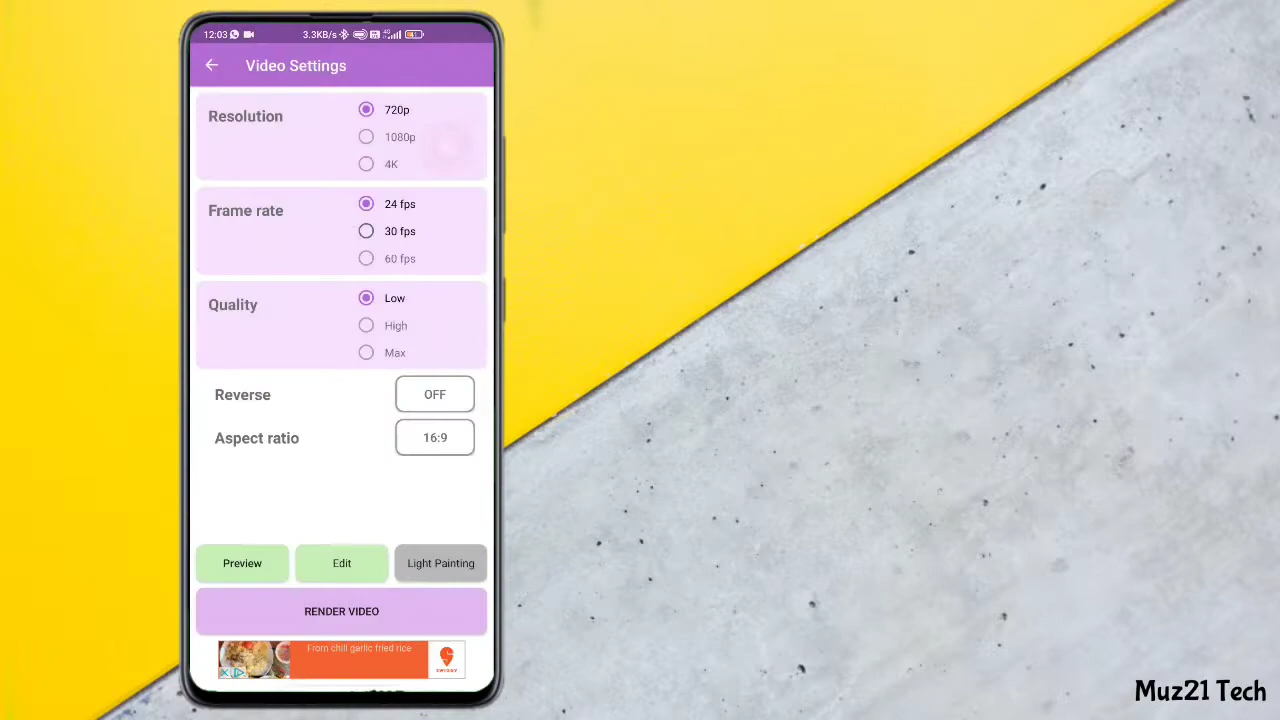 12:03 3.3KB/s 4G
Video Settings
Resolution
720p
1080p
4K
Frame rate
24 fps
30 fps
60 fps
Quality
Low
High
Max
Reverse OFF
Aspect ratio 16:9
Preview Edit Light Painting
RENDER VIDEO
From chili garlic fried rice
SWIGGY
Muz21 Tech